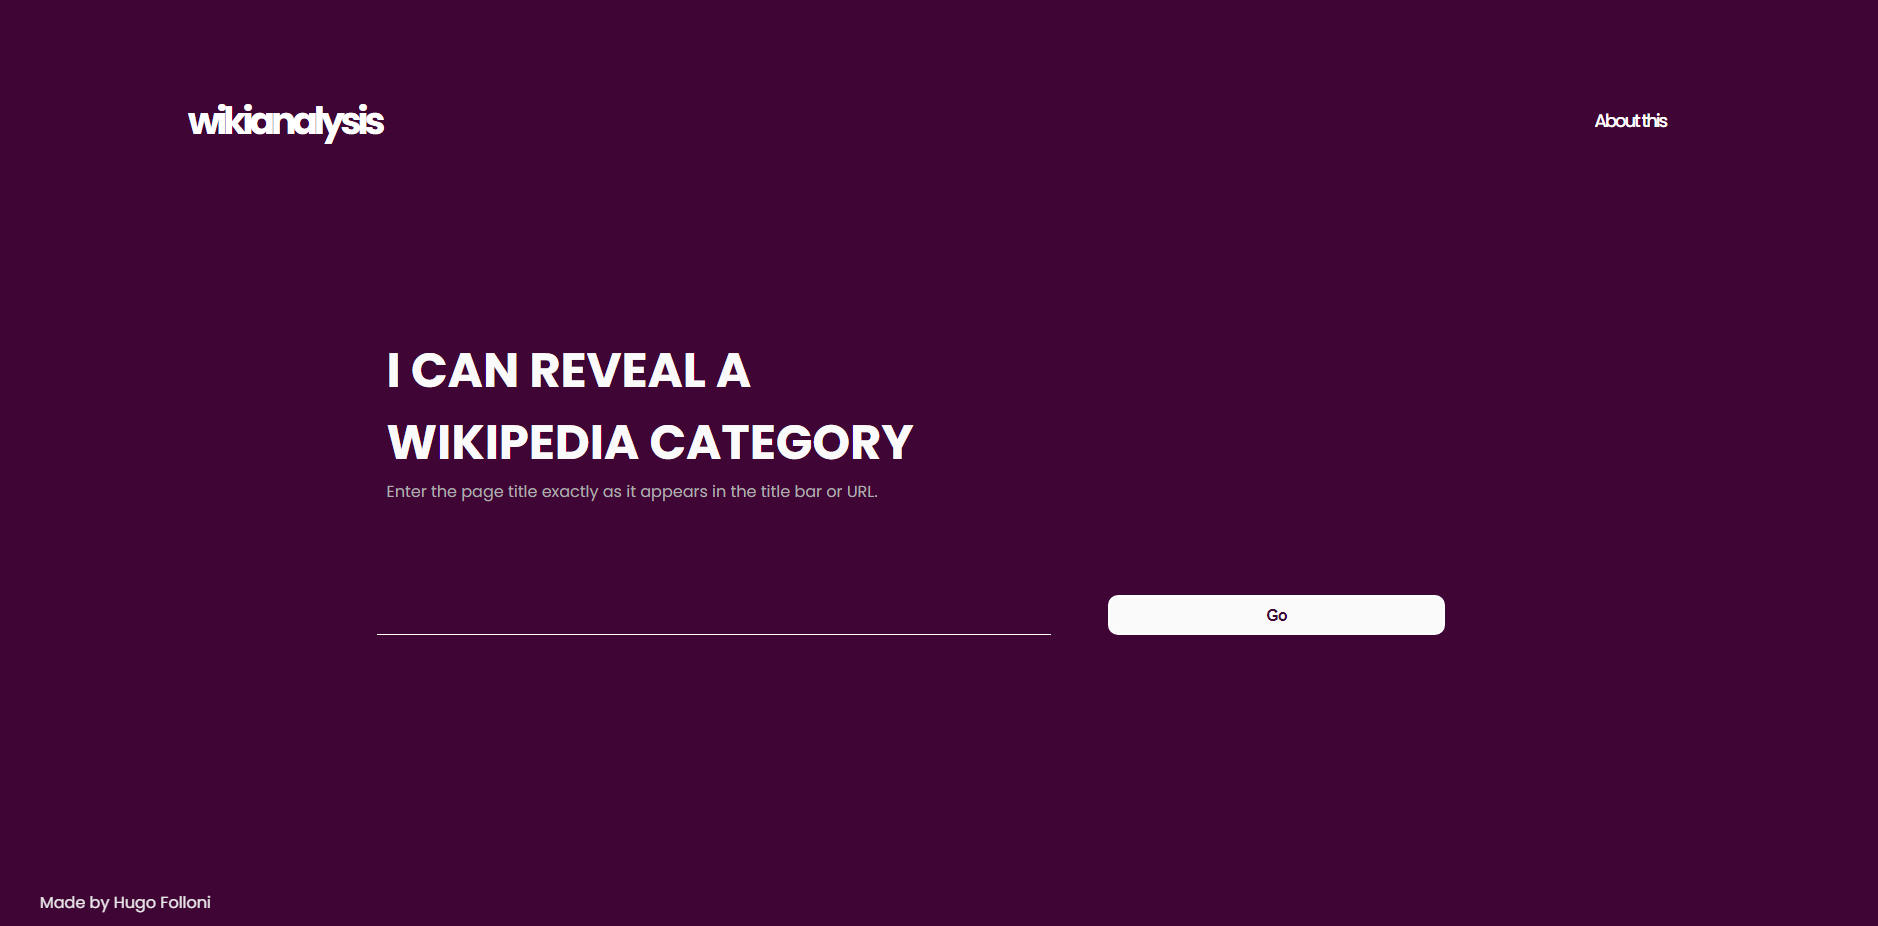 wikianalysis
About this
I CAN REVEAL A
WIKIPEDIA CATEGORY
Enter the page title exactly as it appears in the title bar or URL.
Go
Made by Hugo Folloni